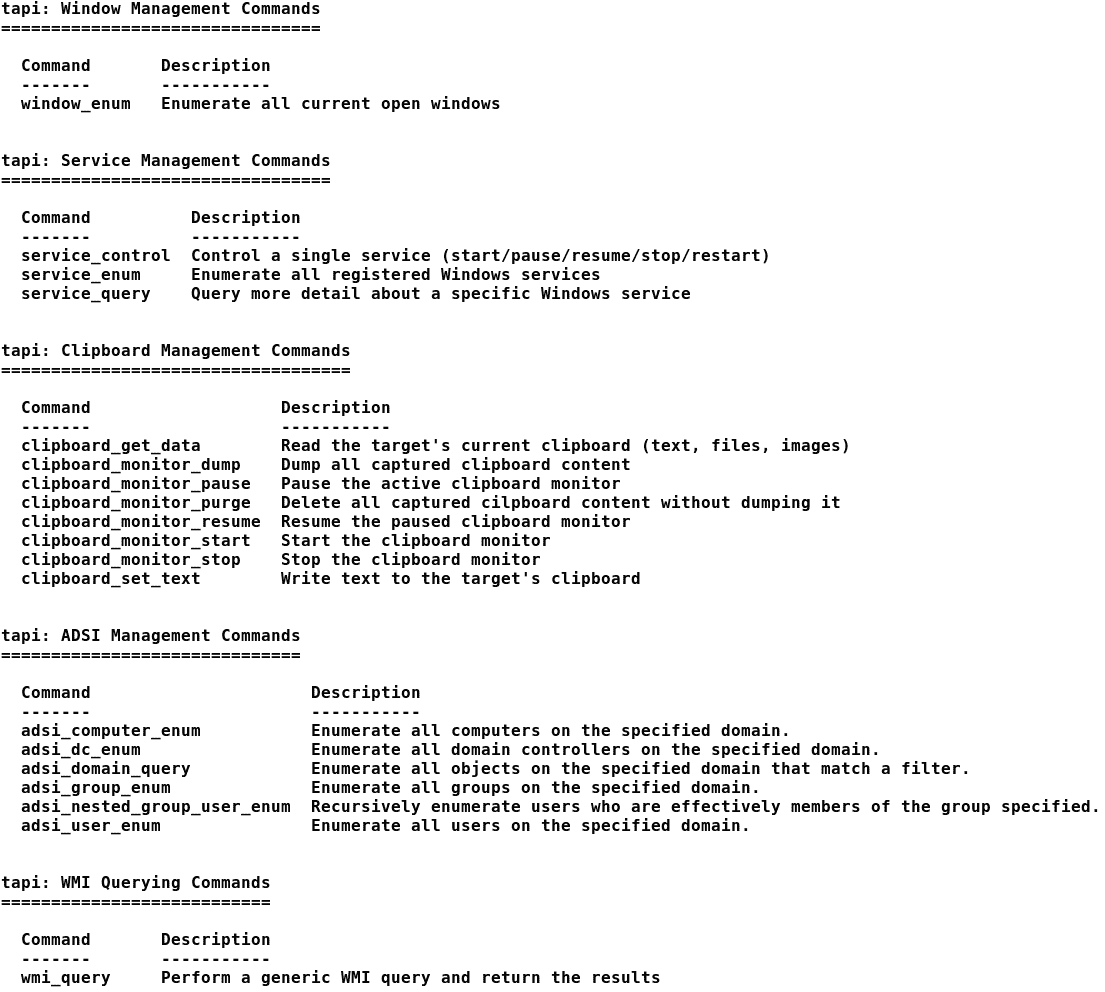 tapi: Window Management Commands
================================
Command       Description
-------       -----------
window_enum   Enumerate all current open windows
tapi: Service Management Commands
=================================
Command          Description
-------          -----------
service_control  Control a single service (start/pause/resume/stop/restart)
service_enum     Enumerate all registered Windows services
service_query    Query more detail about a specific Windows service
tapi: Clipboard Management Commands
===================================
Command                    Description
-------                    -----------
clipboard_get_data         Read the target's current clipboard (text, files, images)
clipboard_monitor_dump     Dump all captured clipboard content
clipboard_monitor_pause    Pause the active clipboard monitor
clipboard_monitor_purge    Delete all captured cilpboard content without dumping it
clipboard_monitor_resume   Resume the paused clipboard monitor
clipboard_monitor_start    Start the clipboard monitor
clipboard_monitor_stop     Stop the clipboard monitor
clipboard_set_text         Write text to the target's clipboard
tapi: ADSI Management Commands
==============================
Command                      Description
-------                      -----------
adsi_computer_enum           Enumerate all computers on the specified domain.
adsi_dc_enum                 Enumerate all domain controllers on the specified domain.
adsi_domain_query            Enumerate all objects on the specified domain that match a filter.
adsi_group_enum              Enumerate all groups on the specified domain.
adsi_nested_group_user_enum  Recursively enumerate users who are effectively members of the group specified.
adsi_user_enum               Enumerate all users on the specified domain.
tapi: WMI Querying Commands
===========================
Command       Description
-------       -----------
wmi_query     Perform a generic WMI query and return the results